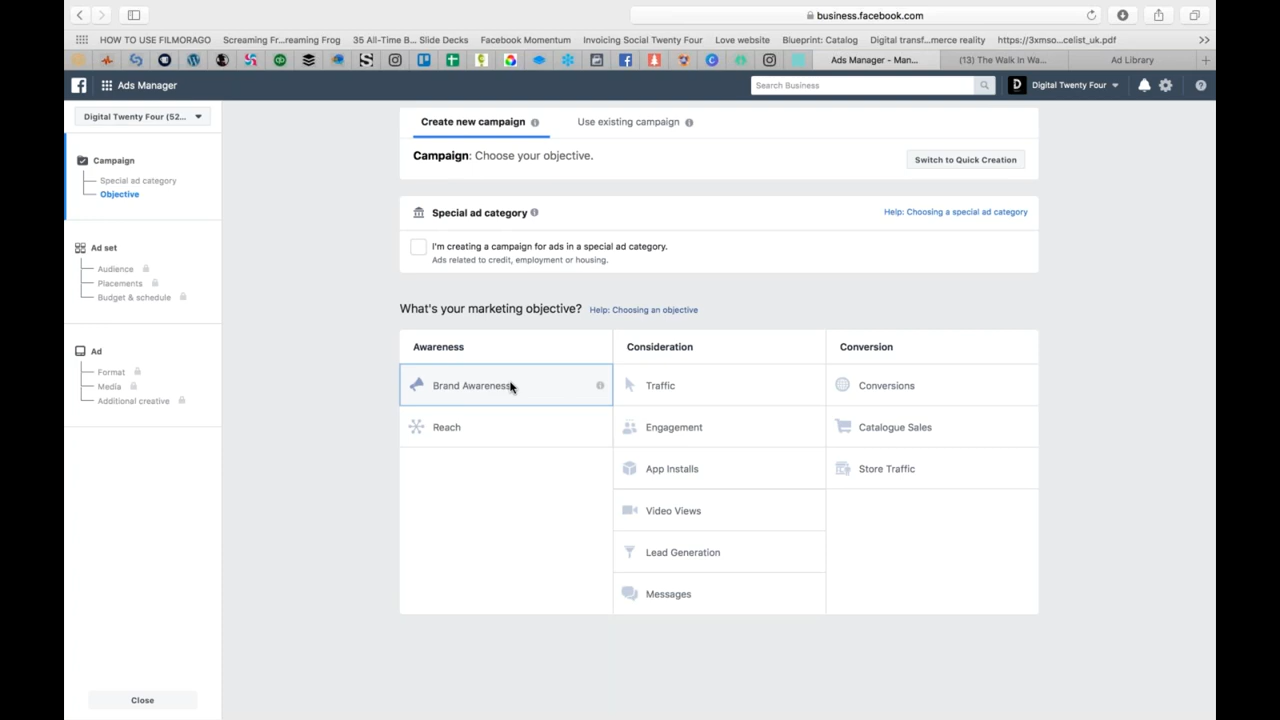 business.facebook.com
HOW TO USE FILMORAGO
Screaming Fr...reaming Frog
35 All-Time B... Slide Decks
Facebook Momentum
Invoicing Social Twenty Four
Love website
Blueprint: Catalog
Digital transf...merce reality
https://3xmso...celist_uk.pdf
Ads Manager - Man...
(13) The Walk In Wa...
Ad Library
Ads Manager
Search Business
Digital Twenty Four
Digital Twenty Four (52...
Campaign
Special ad category
Objective
Ad set
Audience
Placements
Budget & schedule
Ad
Format
Media
Additional creative
Close
Create new campaign
Use existing campaign
Campaign: Choose your objective.
Switch to Quick Creation
Special ad category
Help: Choosing a special ad category
I'm creating a campaign for ads in a special ad category.
Ads related to credit, employment or housing.
What's your marketing objective? Help: Choosing an objective
Awareness
Consideration
Conversion
Brand Awareness
Traffic
Conversions
Reach
Engagement
Catalogue Sales
App Installs
Store Traffic
Video Views
Lead Generation
Messages